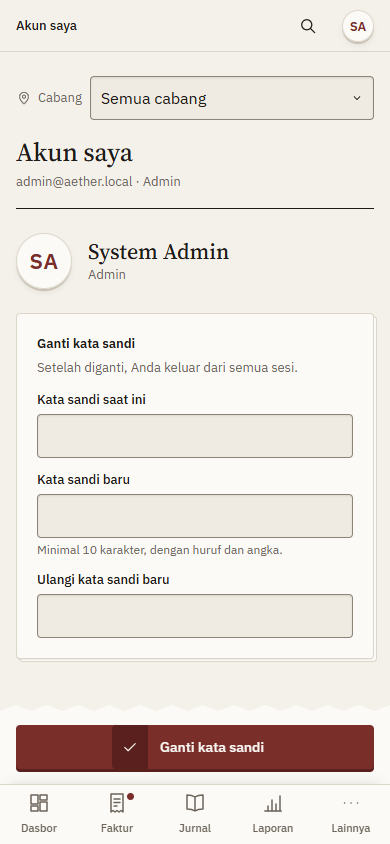 Akun saya
SA
Cabang
Semua cabang
Akun saya
admin@aether.local · Admin
SA
System Admin
Admin
Ganti kata sandi
Setelah diganti, Anda keluar dari semua sesi.
Kata sandi saat ini
Kata sandi baru
Minimal 10 karakter, dengan huruf dan angka.
Ulangi kata sandi baru
Ganti kata sandi
Dasbor
Faktur
Jurnal
Laporan
Lainnya